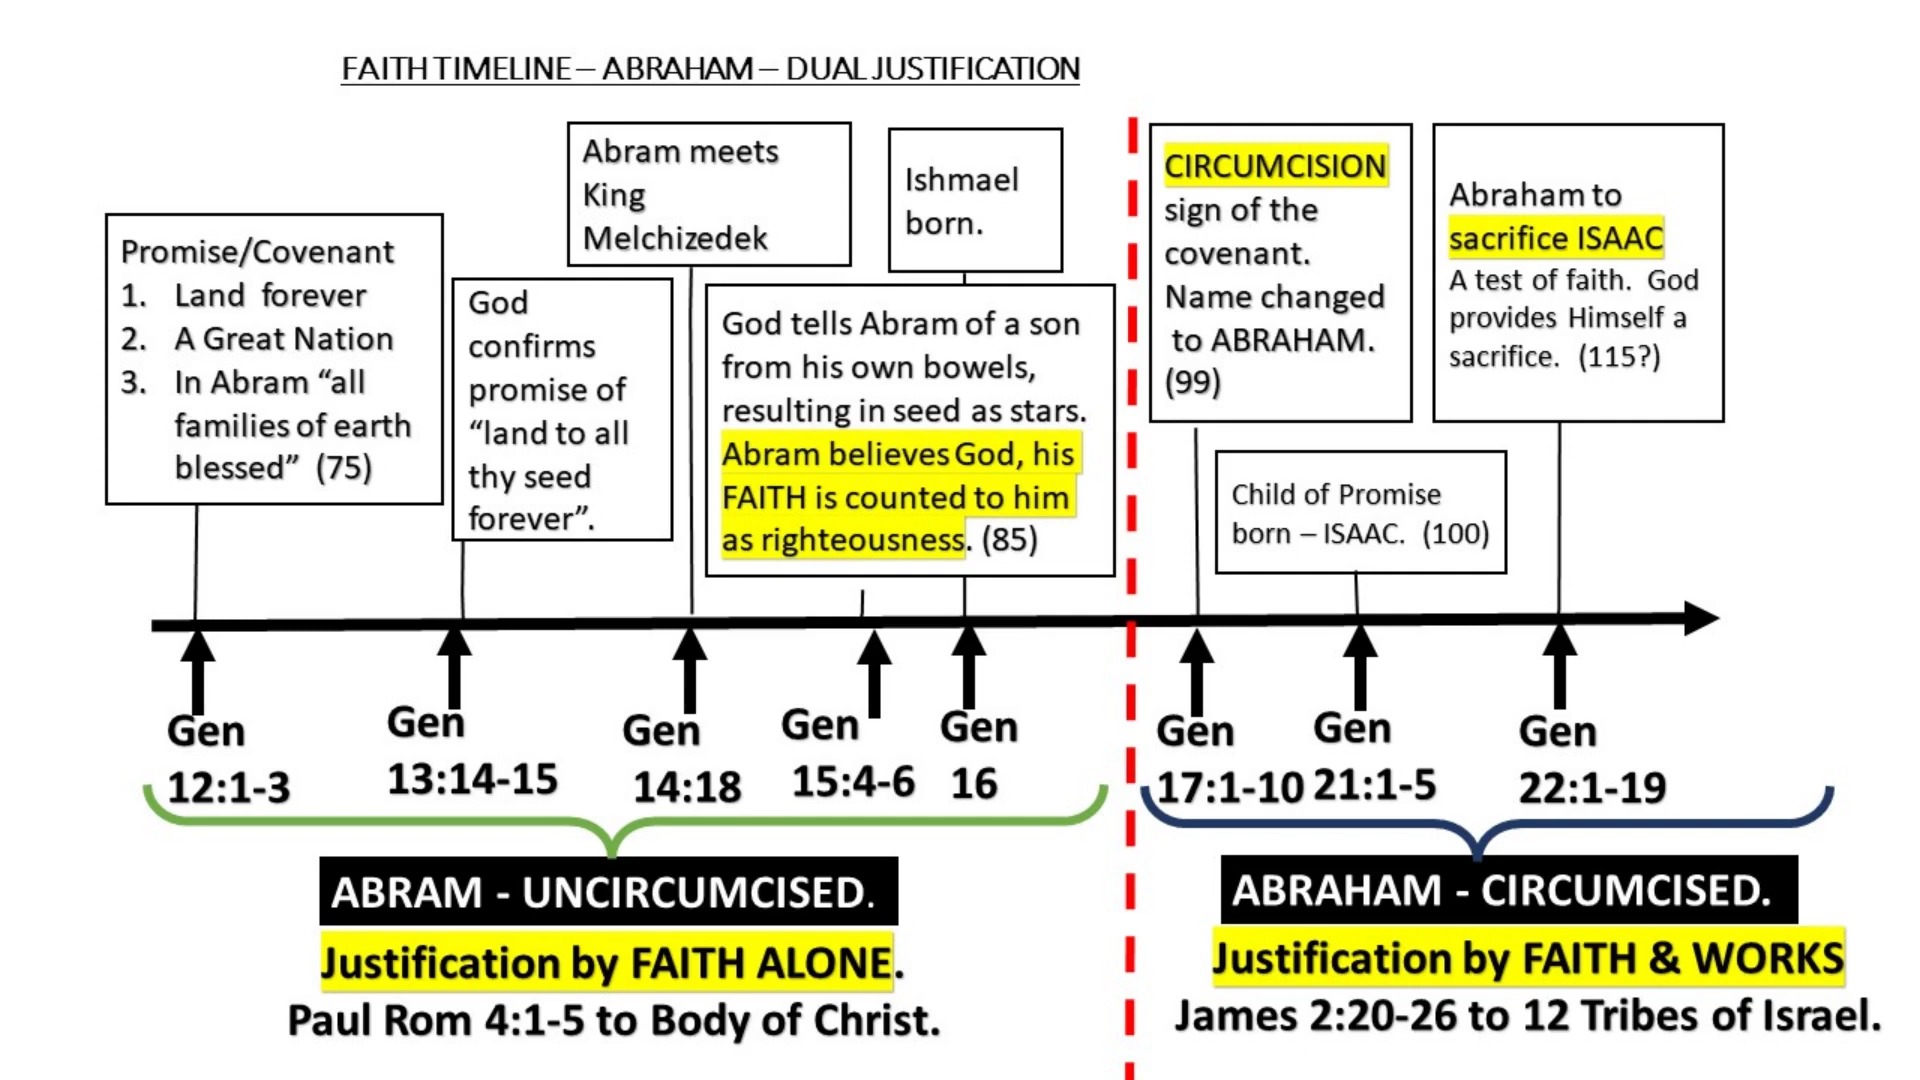 FAITH TIMELINE – ABRAHAM – DUAL JUSTIFICATION
Promise/Covenant
1. Land forever
2. A Great Nation
3. In Abram “all
families of earth
blessed” (75)
God
confirms
promise of
“land to all
thy seed
forever”.
Abram meets
King
Melchizedek
God tells Abram of a son
from his own bowels,
resulting in seed as stars.
Abram believes God, his
FAITH is counted to him
as righteousness. (85)
Ishmael
born.
CIRCUMCISION
sign of the
covenant.
Name changed
to ABRAHAM.
(99)
Child of Promise
born – ISAAC. (100)
Abraham to
sacrifice ISAAC
A test of faith. God
provides Himself a
sacrifice. (115?)
Gen
12:1-3
Gen
13:14-15
Gen
14:18
Gen
15:4-6
Gen
16
Gen
17:1-10
Gen
21:1-5
Gen
22:1-19
ABRAM - UNCIRCUMCISED.
Justification by FAITH ALONE.
Paul Rom 4:1-5 to Body of Christ.
ABRAHAM - CIRCUMCISED.
Justification by FAITH & WORKS
James 2:20-26 to 12 Tribes of Israel.